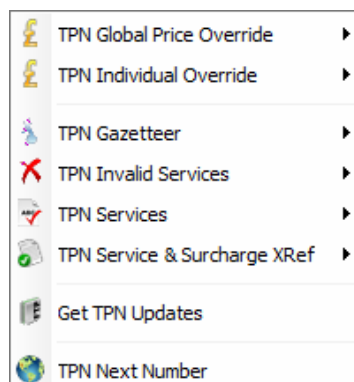 TPN Global Price Override
TPN Individual Override
TPN Gazetteer
TPN Invalid Services
TPN Services
TPN Service & Surcharge XRef
Get TPN Updates
TPN Next Number